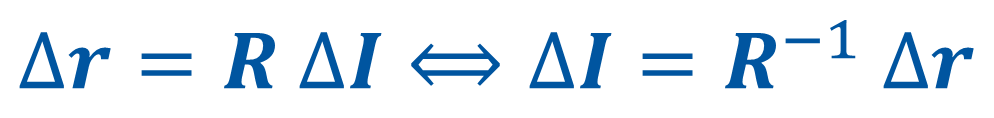 Δr = R ΔI ⟺ ΔI = R⁻¹ Δr